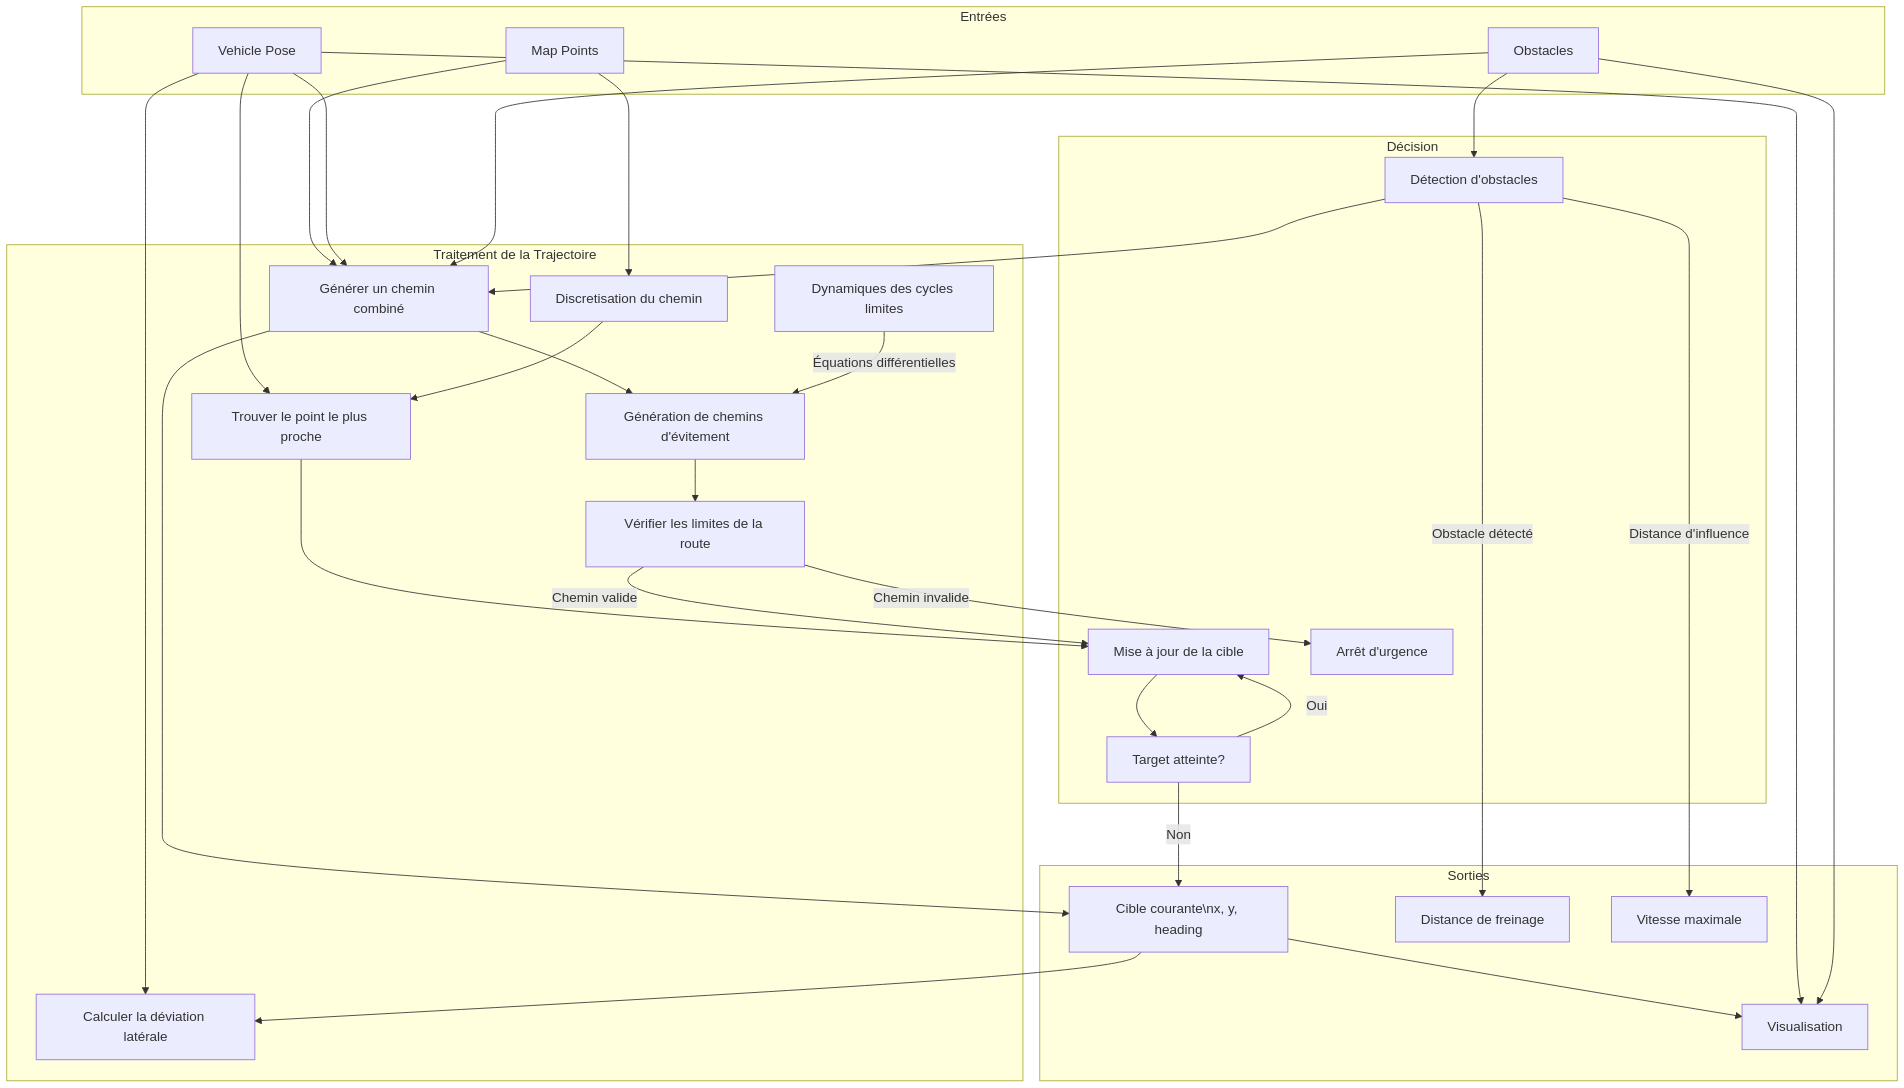 Entrées
Vehicle Pose
Map Points
Obstacles
Décision
Détection d'obstacles
Traitement de la Trajectoire
Générer un chemin
combiné
Discretisation du chemin
Dynamiques des cycles
limites
Équations différentielles
Trouver le point le plus
proche
Génération de chemins
d'évitement
Vérifier les limites de la
route
Obstacle détecté
Distance d'influence
Chemin valide
Chemin invalide
Mise à jour de la cible
Arrêt d'urgence
Oui
Target atteinte?
Non
Sorties
Cible courante\nx, y,
heading
Distance de freinage
Vitesse maximale
Calculer la déviation
latérale
Visualisation